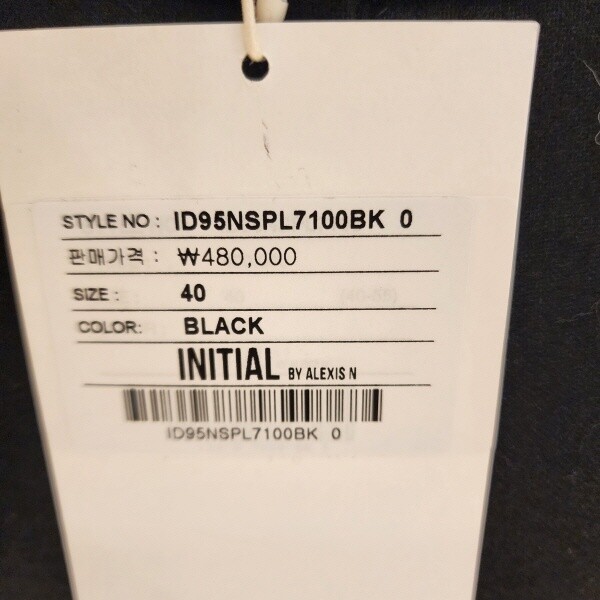 STYLE NO : ID95NSPL7100BK 0
판매가격 : ₩480,000
SIZE : 40
COLOR: BLACK
INITIAL BY ALEXIS N
ID95NSPL7100BK 0